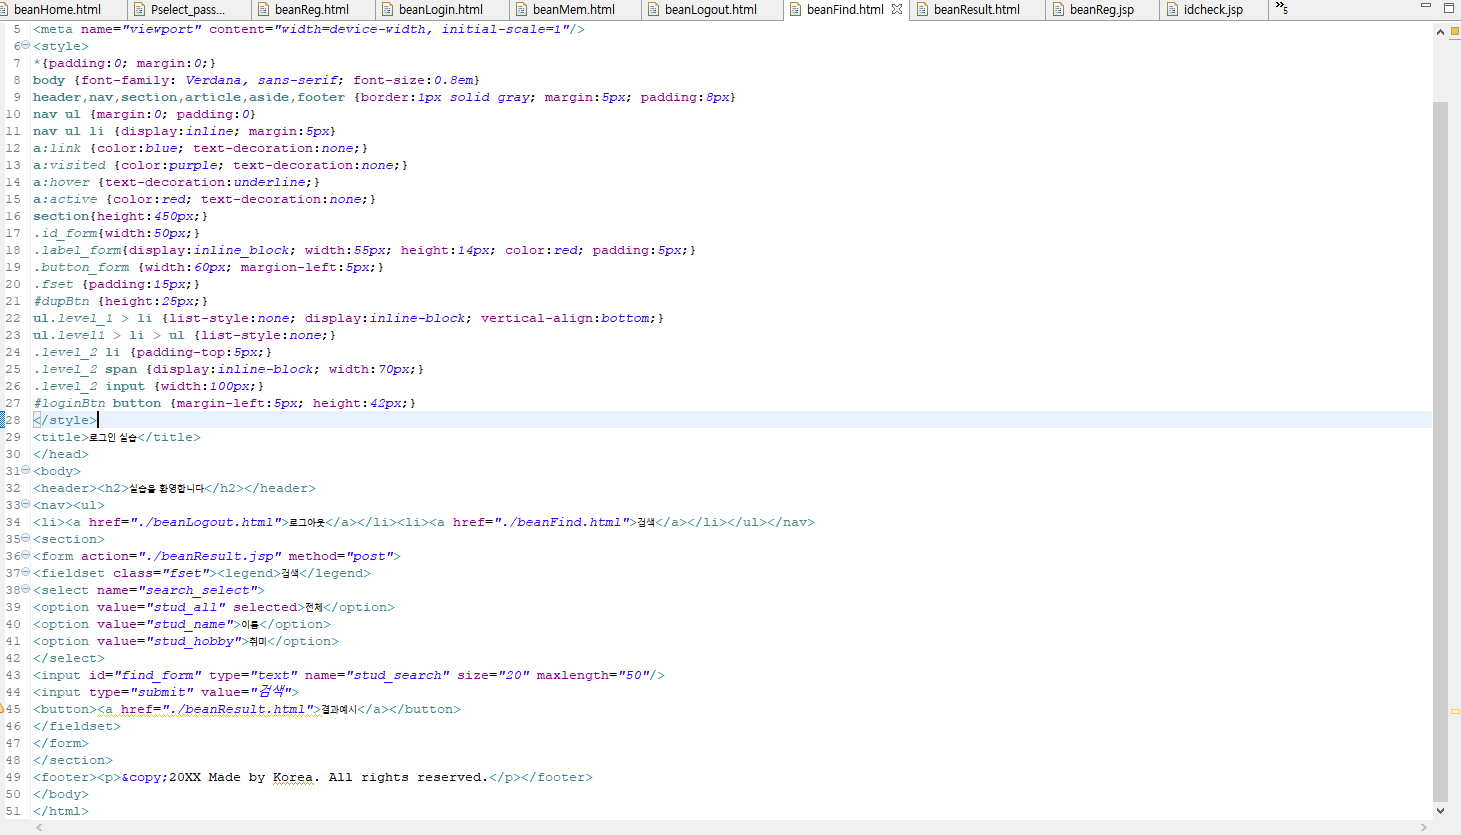 beanHome.html Pselect_pass... beanReg.html beanLogin.html beanMem.html beanLogout.html beanFind.html beanResult.html beanReg.jsp idcheck.jsp »5
5 <meta name="viewport" content="width=device-width, initial-scale=1"/>
6 <style>
7 *{padding:0; margin:0;}
8 body {font-family: Verdana, sans-serif; font-size:0.8em}
9 header,nav,section,article,aside,footer {border:1px solid gray; margin:5px; padding:8px}
10 nav ul {margin:0; padding:0}
11 nav ul li {display:inline; margin:5px}
12 a:link {color:blue; text-decoration:none;}
13 a:visited {color:purple; text-decoration:none;}
14 a:hover {text-decoration:underline;}
15 a:active {color:red; text-decoration:none;}
16 section{height:450px;}
17 .id_form{width:50px;}
18 .label_form{display:inline_block; width:55px; height:14px; color:red; padding:5px;}
19 .button_form {width:60px; margion-left:5px;}
20 .fset {padding:15px;}
21 #dupBtn {height:25px;}
22 ul.level_1 > li {list-style:none; display:inline-block; vertical-align:bottom;}
23 ul.level1 > li > ul {list-style:none;}
24 .level_2 li {padding-top:5px;}
25 .level_2 span {display:inline-block; width:70px;}
26 .level_2 input {width:100px;}
27 #loginBtn button {margin-left:5px; height:42px;}
28 </style>
29 <title>로그인 실습</title>
30 </head>
31 <body>
32 <header><h2>실습을 환영합니다</h2></header>
33 <nav><ul>
34 <li><a href="./beanLogout.html">로그아웃</a></li><li><a href="./beanFind.html">검색</a></li></ul></nav>
35 <section>
36 <form action="./beanResult.jsp" method="post">
37 <fieldset class="fset"><legend>검색</legend>
38 <select name="search_select">
39 <option value="stud_all" selected>전체</option>
40 <option value="stud_name">이름</option>
41 <option value="stud_hobby">취미</option>
42 </select>
43 <input id="find_form" type="text" name="stud_search" size="20" maxlength="50"/>
44 <input type="submit" value="검색">
45 <button><a href="./beanResult.html">결과예시</a></button>
46 </fieldset>
47 </form>
48 </section>
49 <footer><p>&copy;20XX Made by Korea. All rights reserved.</p></footer>
50 </body>
51 </html>